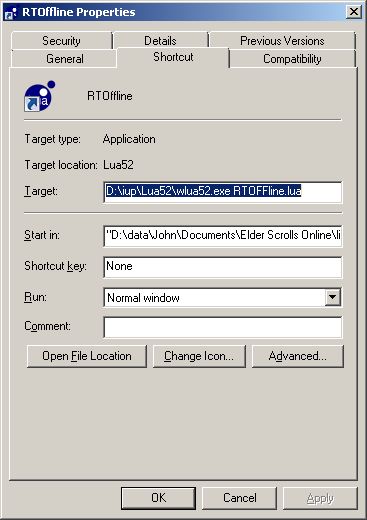 RTOffline Properties
Security Details Previous Versions
General Shortcut Compatibility
a
RTOffline
Target type: Application
Target location: Lua52
Target: D:\iup\Lua52\wlua52.exe RTOFFline.lua
Start in: "D:\data\John\Documents\Elder Scrolls Online\li
Shortcut key: None
Run: Normal window
Comment:
Open File Location Change Icon... Advanced...
OK Cancel Apply